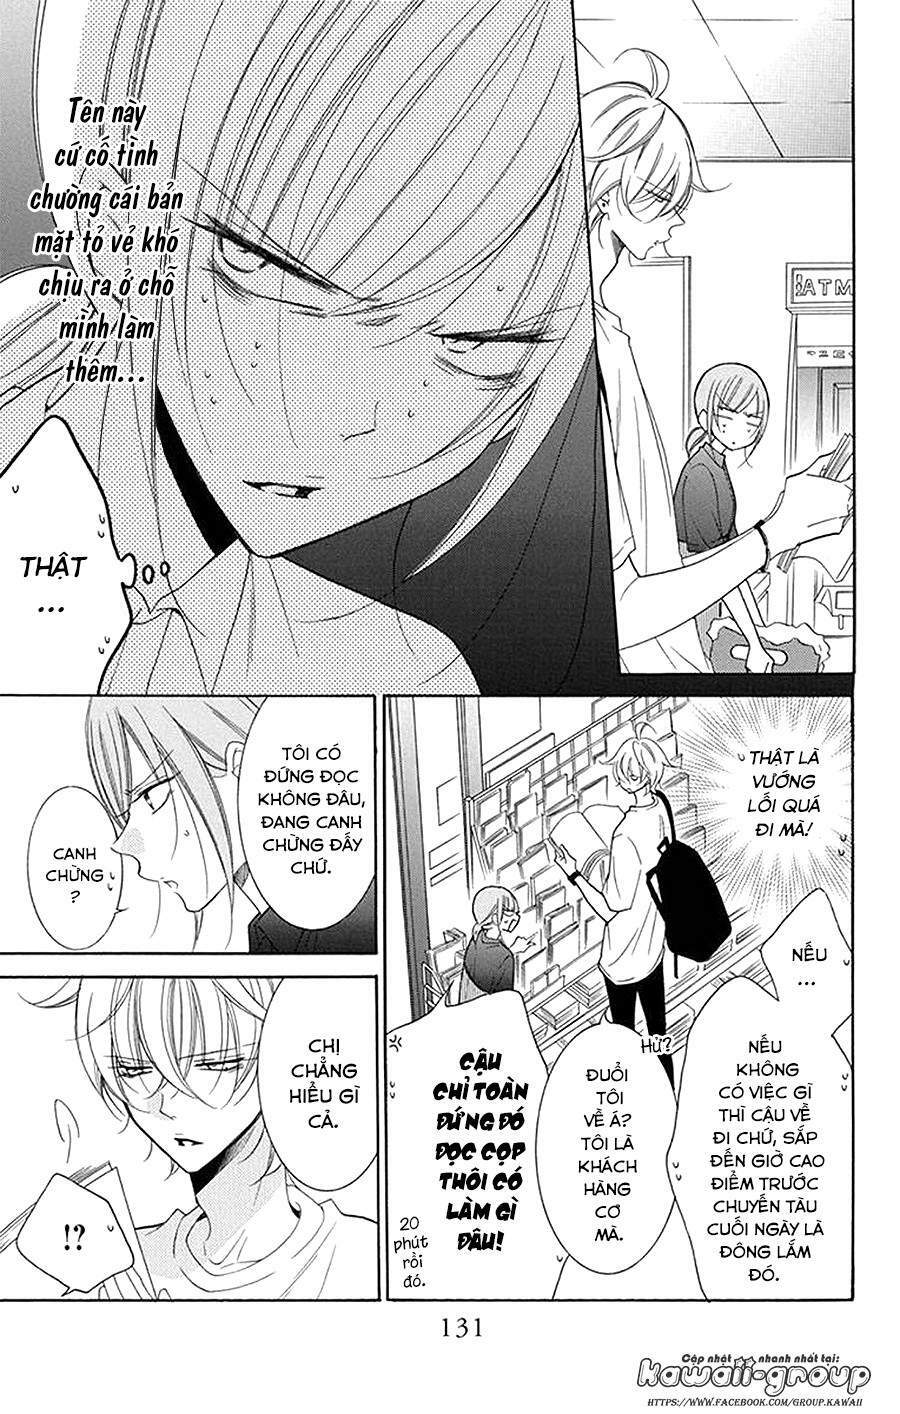 ATM
Tên này
cứ cố tình
chường cái bản
mặt tỏ vẻ khó
chịu ra ở chỗ
mình làm
thêm...
THẬT
...
THẬT LÀ
VƯỚNG
LỐI QUÁ
ĐI MÀ!
NẾU
...
NẾU
KHÔNG
CÓ VIỆC GÌ
THÌ CẬU VỀ
ĐI CHỨ, SẮP
ĐẾN GIỜ CAO
ĐIỂM TRƯỚC
CHUYẾN TÀU
CUỐI NGÀY LÀ
ĐÔNG LẮM
ĐÓ.
HỬ?
ĐUỔI
TÔI
VỀ Á?
TÔI LÀ
KHÁCH
HÀNG
CƠ
MÀ.
CẬU
CHỈ TOÀN
ĐỨNG ĐÓ
ĐỌC CỌP
THÔI CÓ
LÀM GÌ
ĐÂU!
20
phút
rồi
đó.
TÔI CÓ
ĐỨNG ĐỌC
KHÔNG ĐÂU,
ĐANG CANH
CHỪNG ĐẤY
CHỨ.
CANH
CHỪNG
?
CHỊ
CHẲNG
HIỂU GÌ
CẢ.
!?
131
Cập nhật nhanh nhất tại:
kawaii-group
HTTPS://WWW.FACEBOOK.COM/GROUP.KAWAII